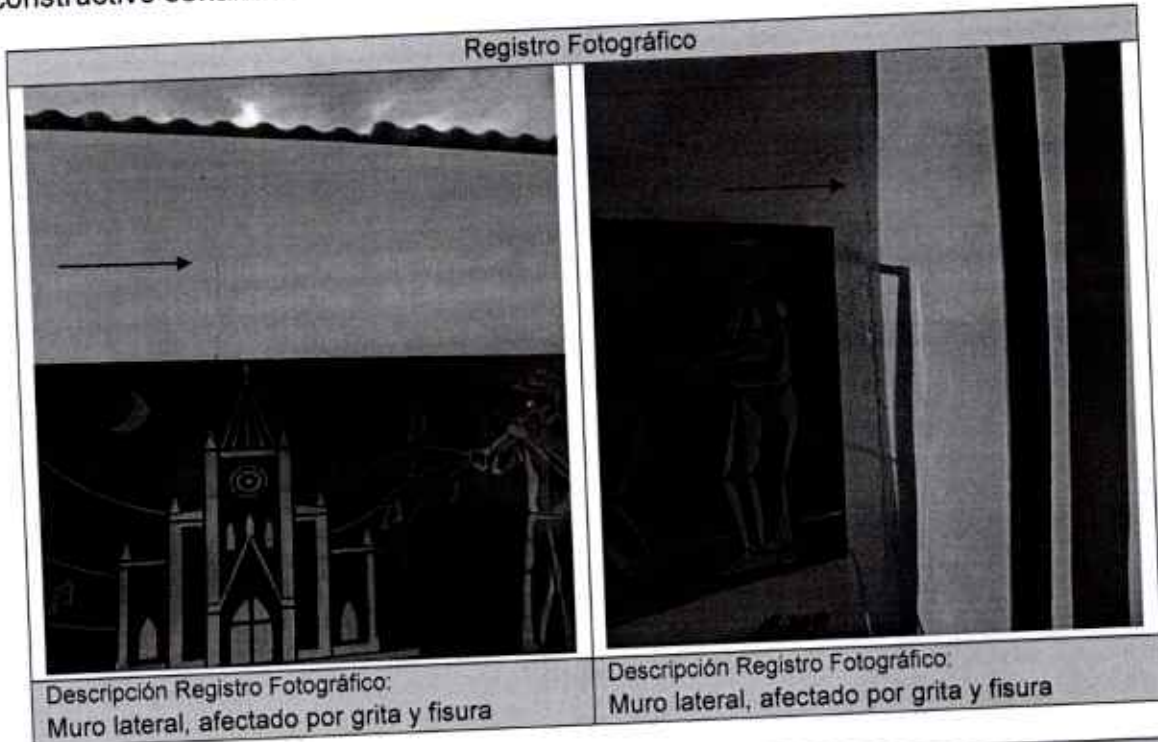 constructivo
Registro Fotográfico
Descripción Registro Fotográfico:
Muro lateral, afectado por grita y fisura
Descripción Registro Fotográfico:
Muro lateral, afectado por grita y fisura